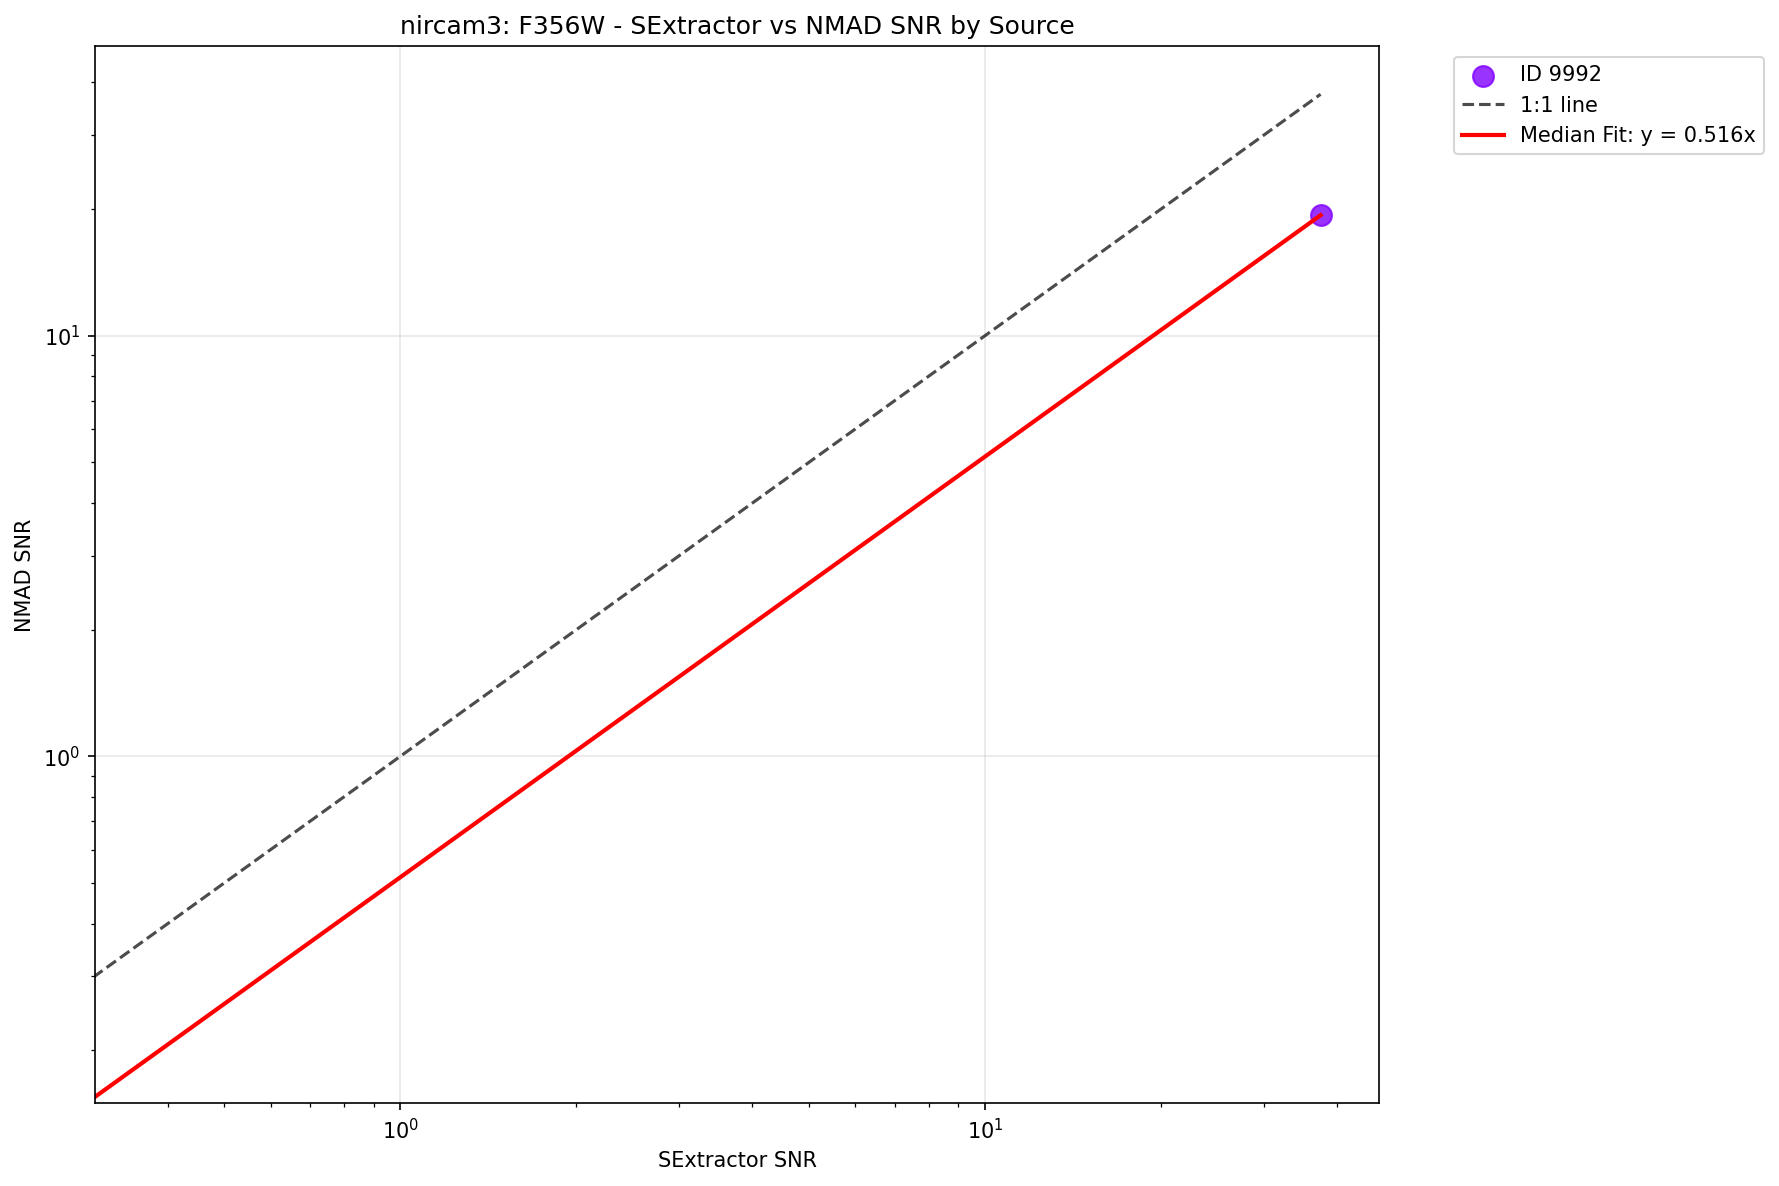 nircam3: F356W - SExtractor vs NMAD SNR by Source
ID 9992
1:1 line
Median Fit: y = 0.516x
NMAD SNR
10¹
10⁰
10⁰
10¹
SExtractor SNR